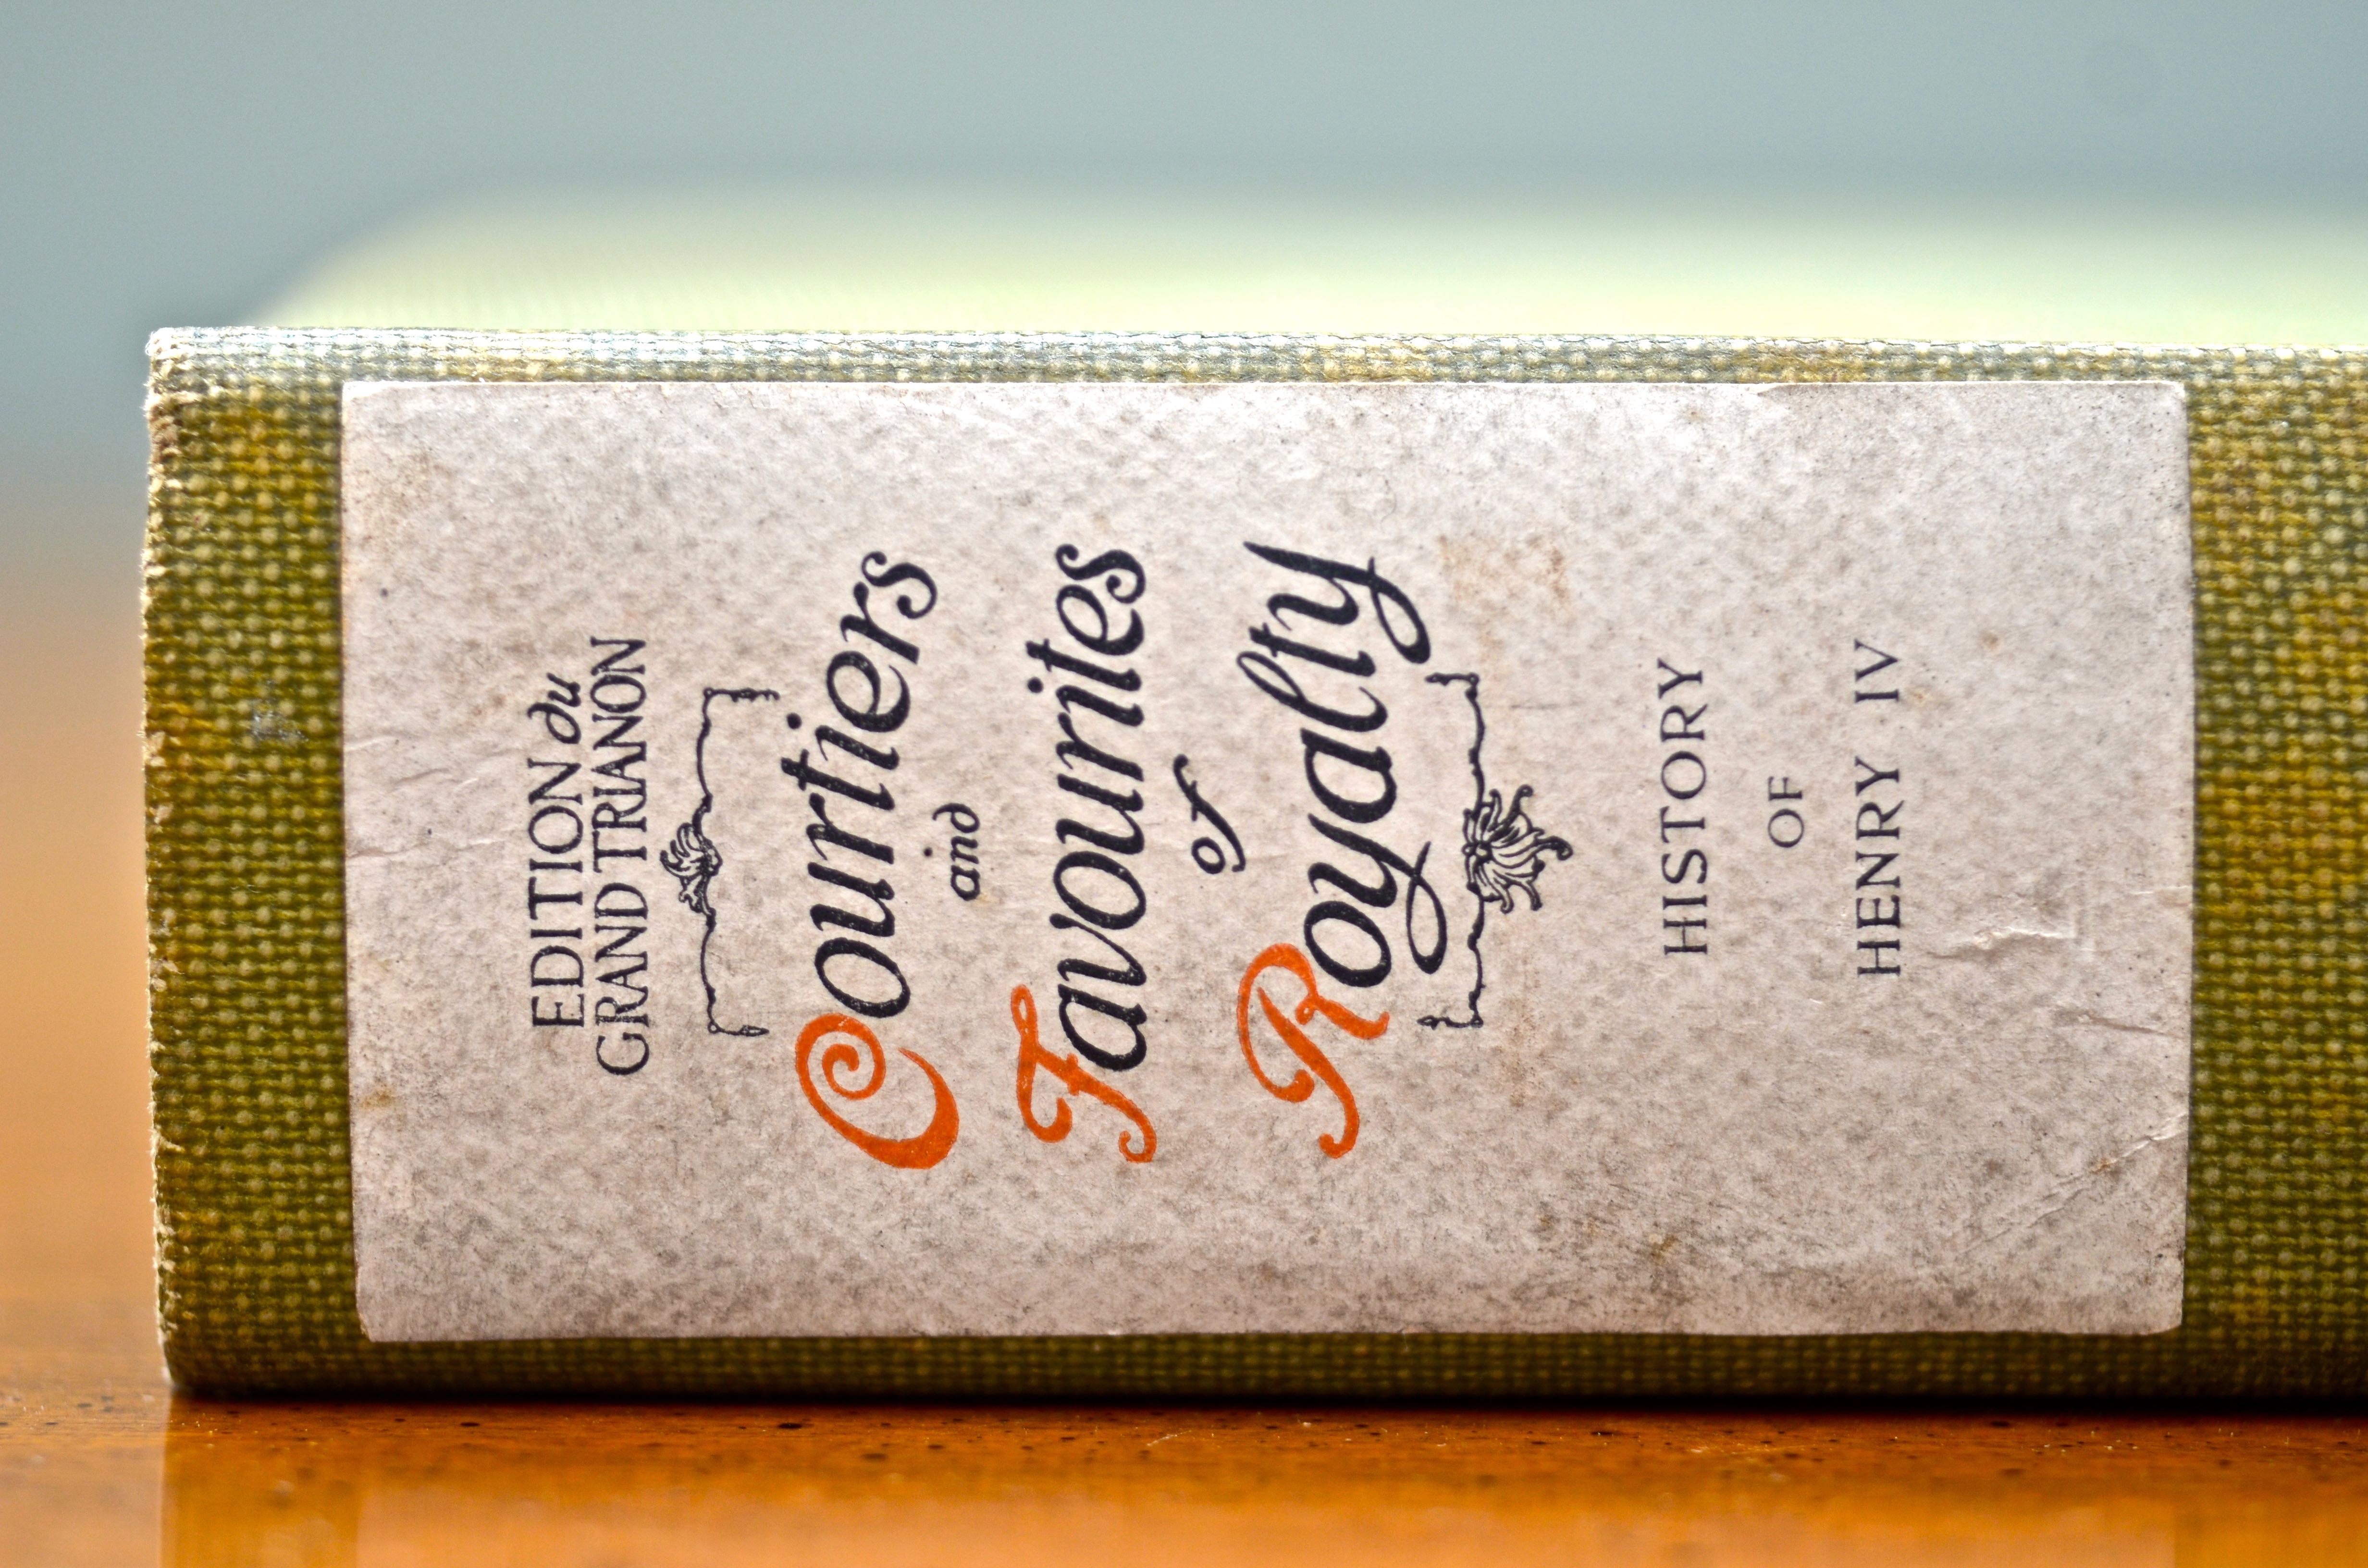 EDITION du
GRAND TRIANON
Courtiers
and
Favourites
of
Royalty
HISTORY
OF
HENRY IV